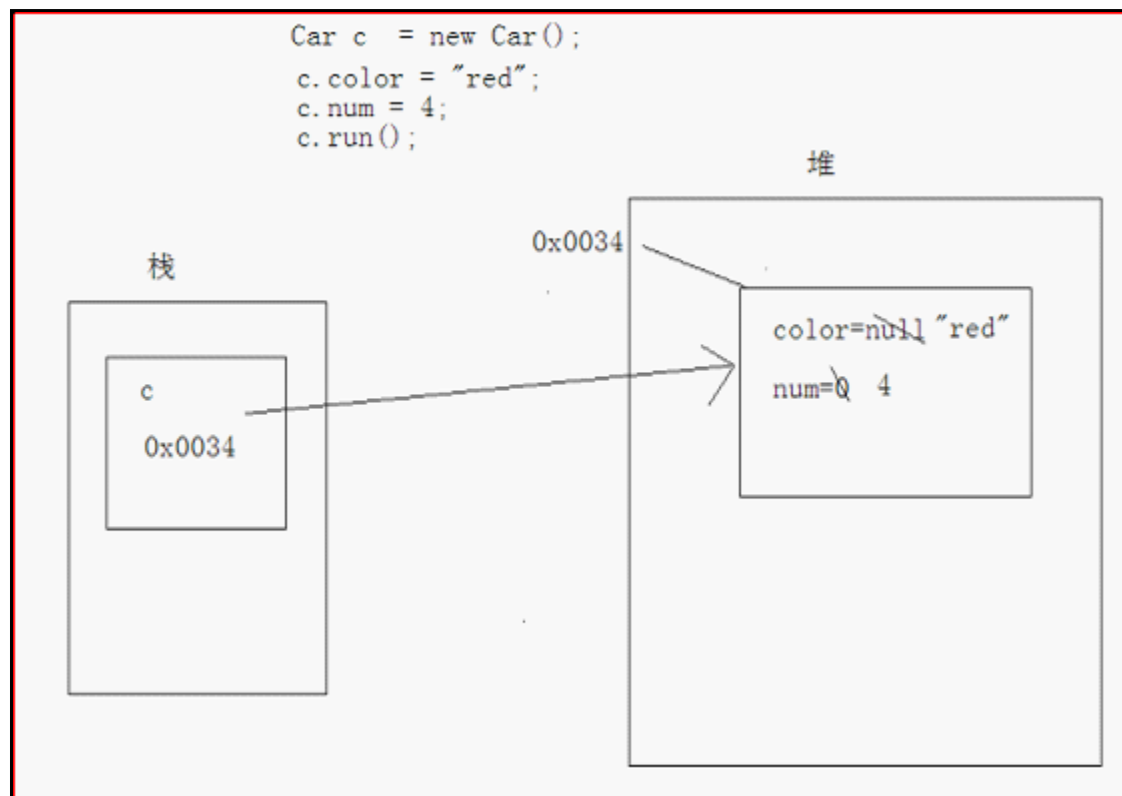 Car c  = new Car();
c.color = "red";
c.num = 4;
c.run();
堆
0x0034
栈
color=null "red"
c
num=0 4
0x0034